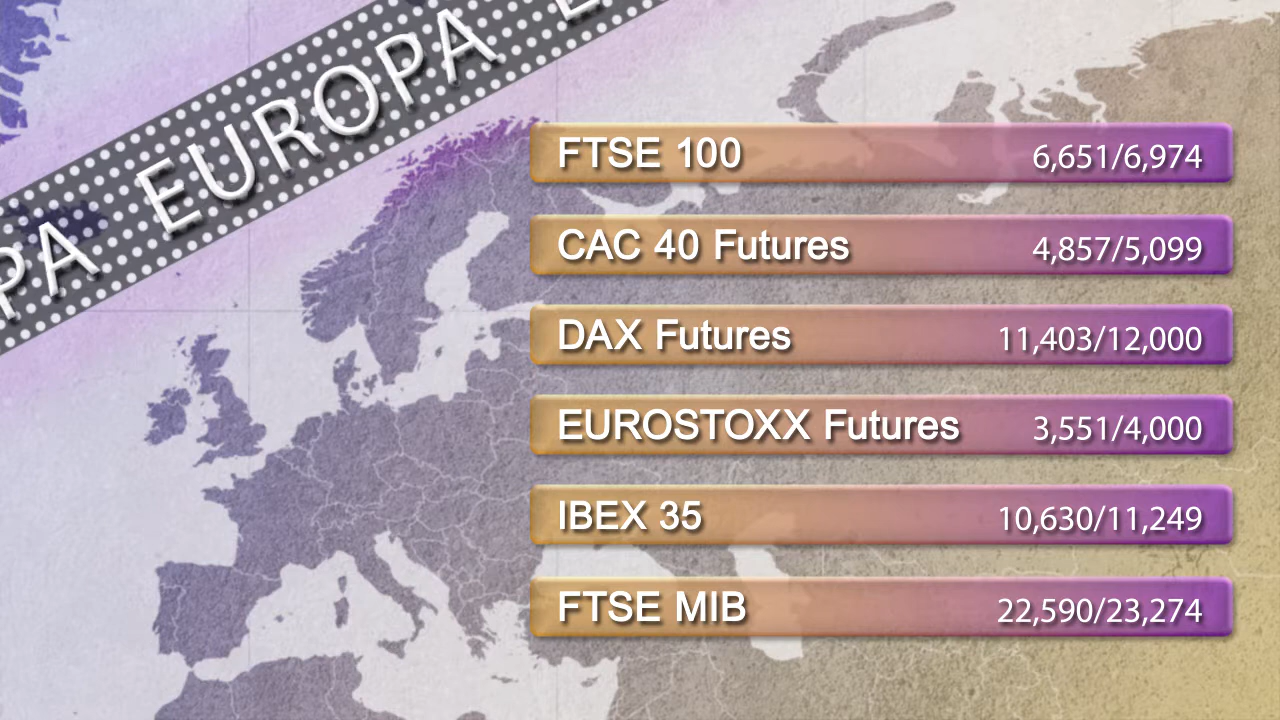 PA EUROPA E
FTSE 100 6,651/6,974
CAC 40 Futures 4,857/5,099
DAX Futures 11,403/12,000
EUROSTOXX Futures 3,551/4,000
IBEX 35 10,630/11,249
FTSE MIB 22,590/23,274